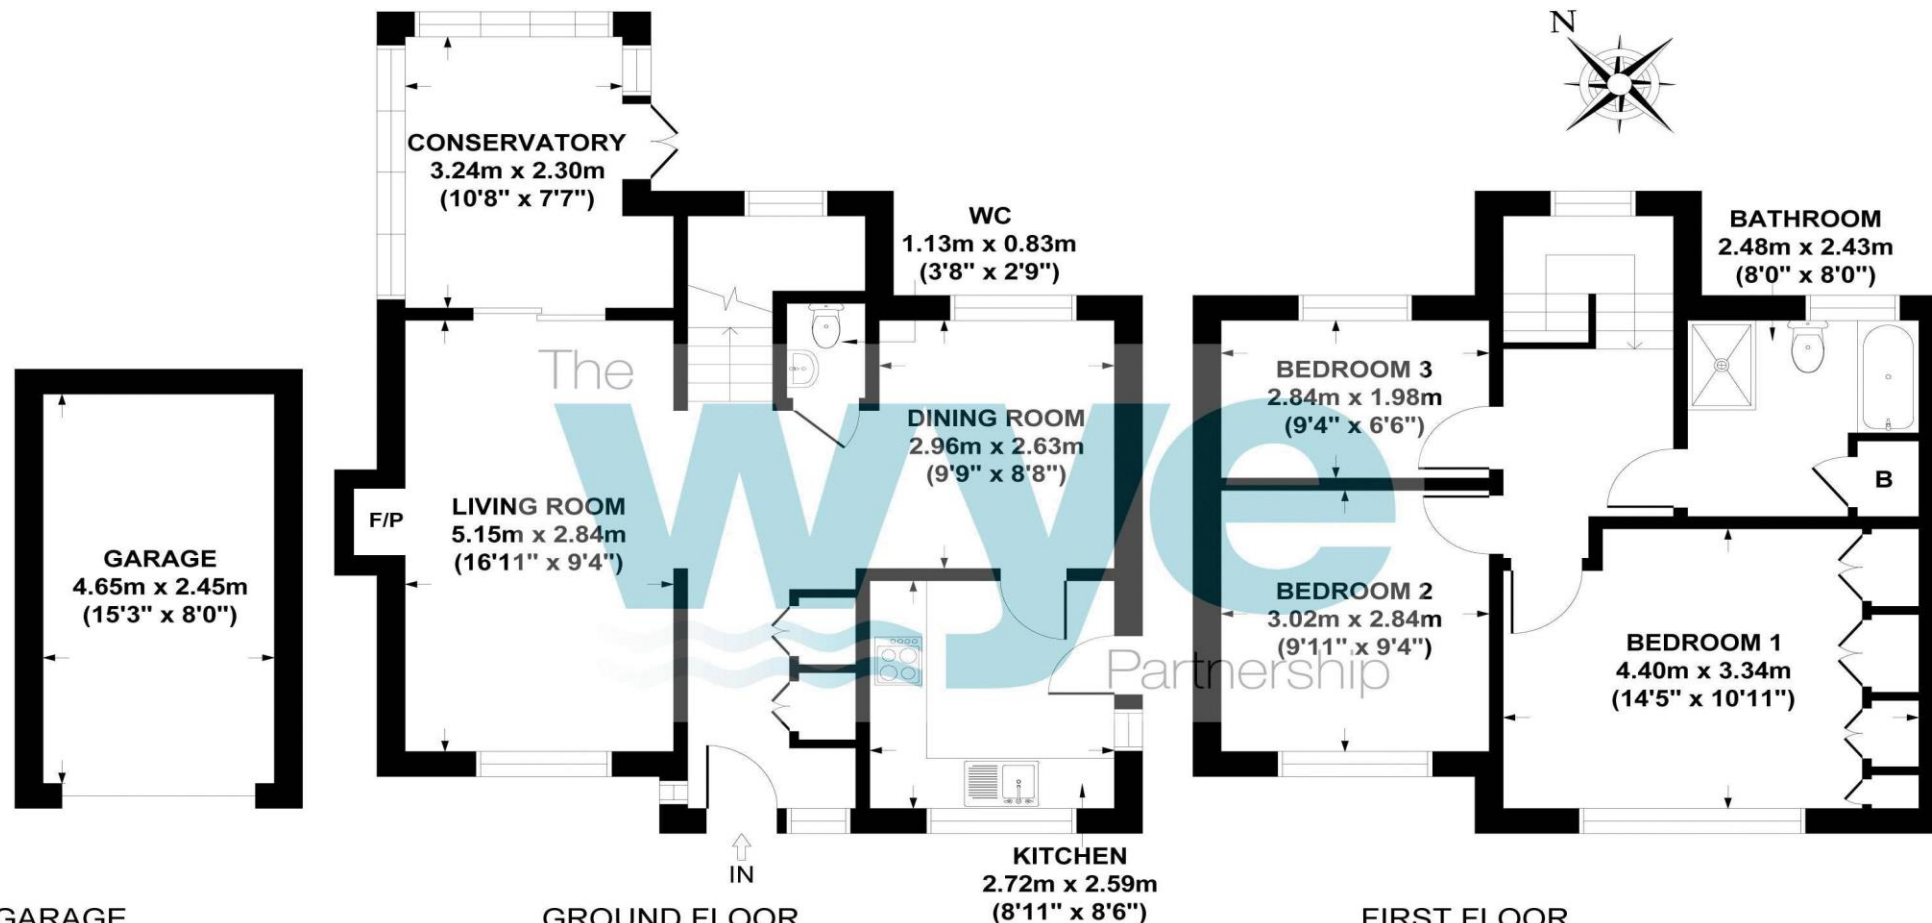 N
CONSERVATORY
3.24m x 2.30m
(10'8" x 7'7")
WC
1.13m x 0.83m
(3'8" x 2'9")
BATHROOM
2.48m x 2.43m
(8'0" x 8'0")
The
wye
Partnership
BEDROOM 3
2.84m x 1.98m
(9'4" x 6'6")
DINING ROOM
2.96m x 2.63m
(9'9" x 8'8")
B
F/P
LIVING ROOM
5.15m x 2.84m
(16'11" x 9'4")
GARAGE
4.65m x 2.45m
(15'3" x 8'0")
BEDROOM 2
3.02m x 2.84m
(9'11" x 9'4")
BEDROOM 1
4.40m x 3.34m
(14'5" x 10'11")
IN
KITCHEN
2.72m x 2.59m
(8'11" x 8'6")
GARAGE
GROUND FLOOR
FIRST FLOOR